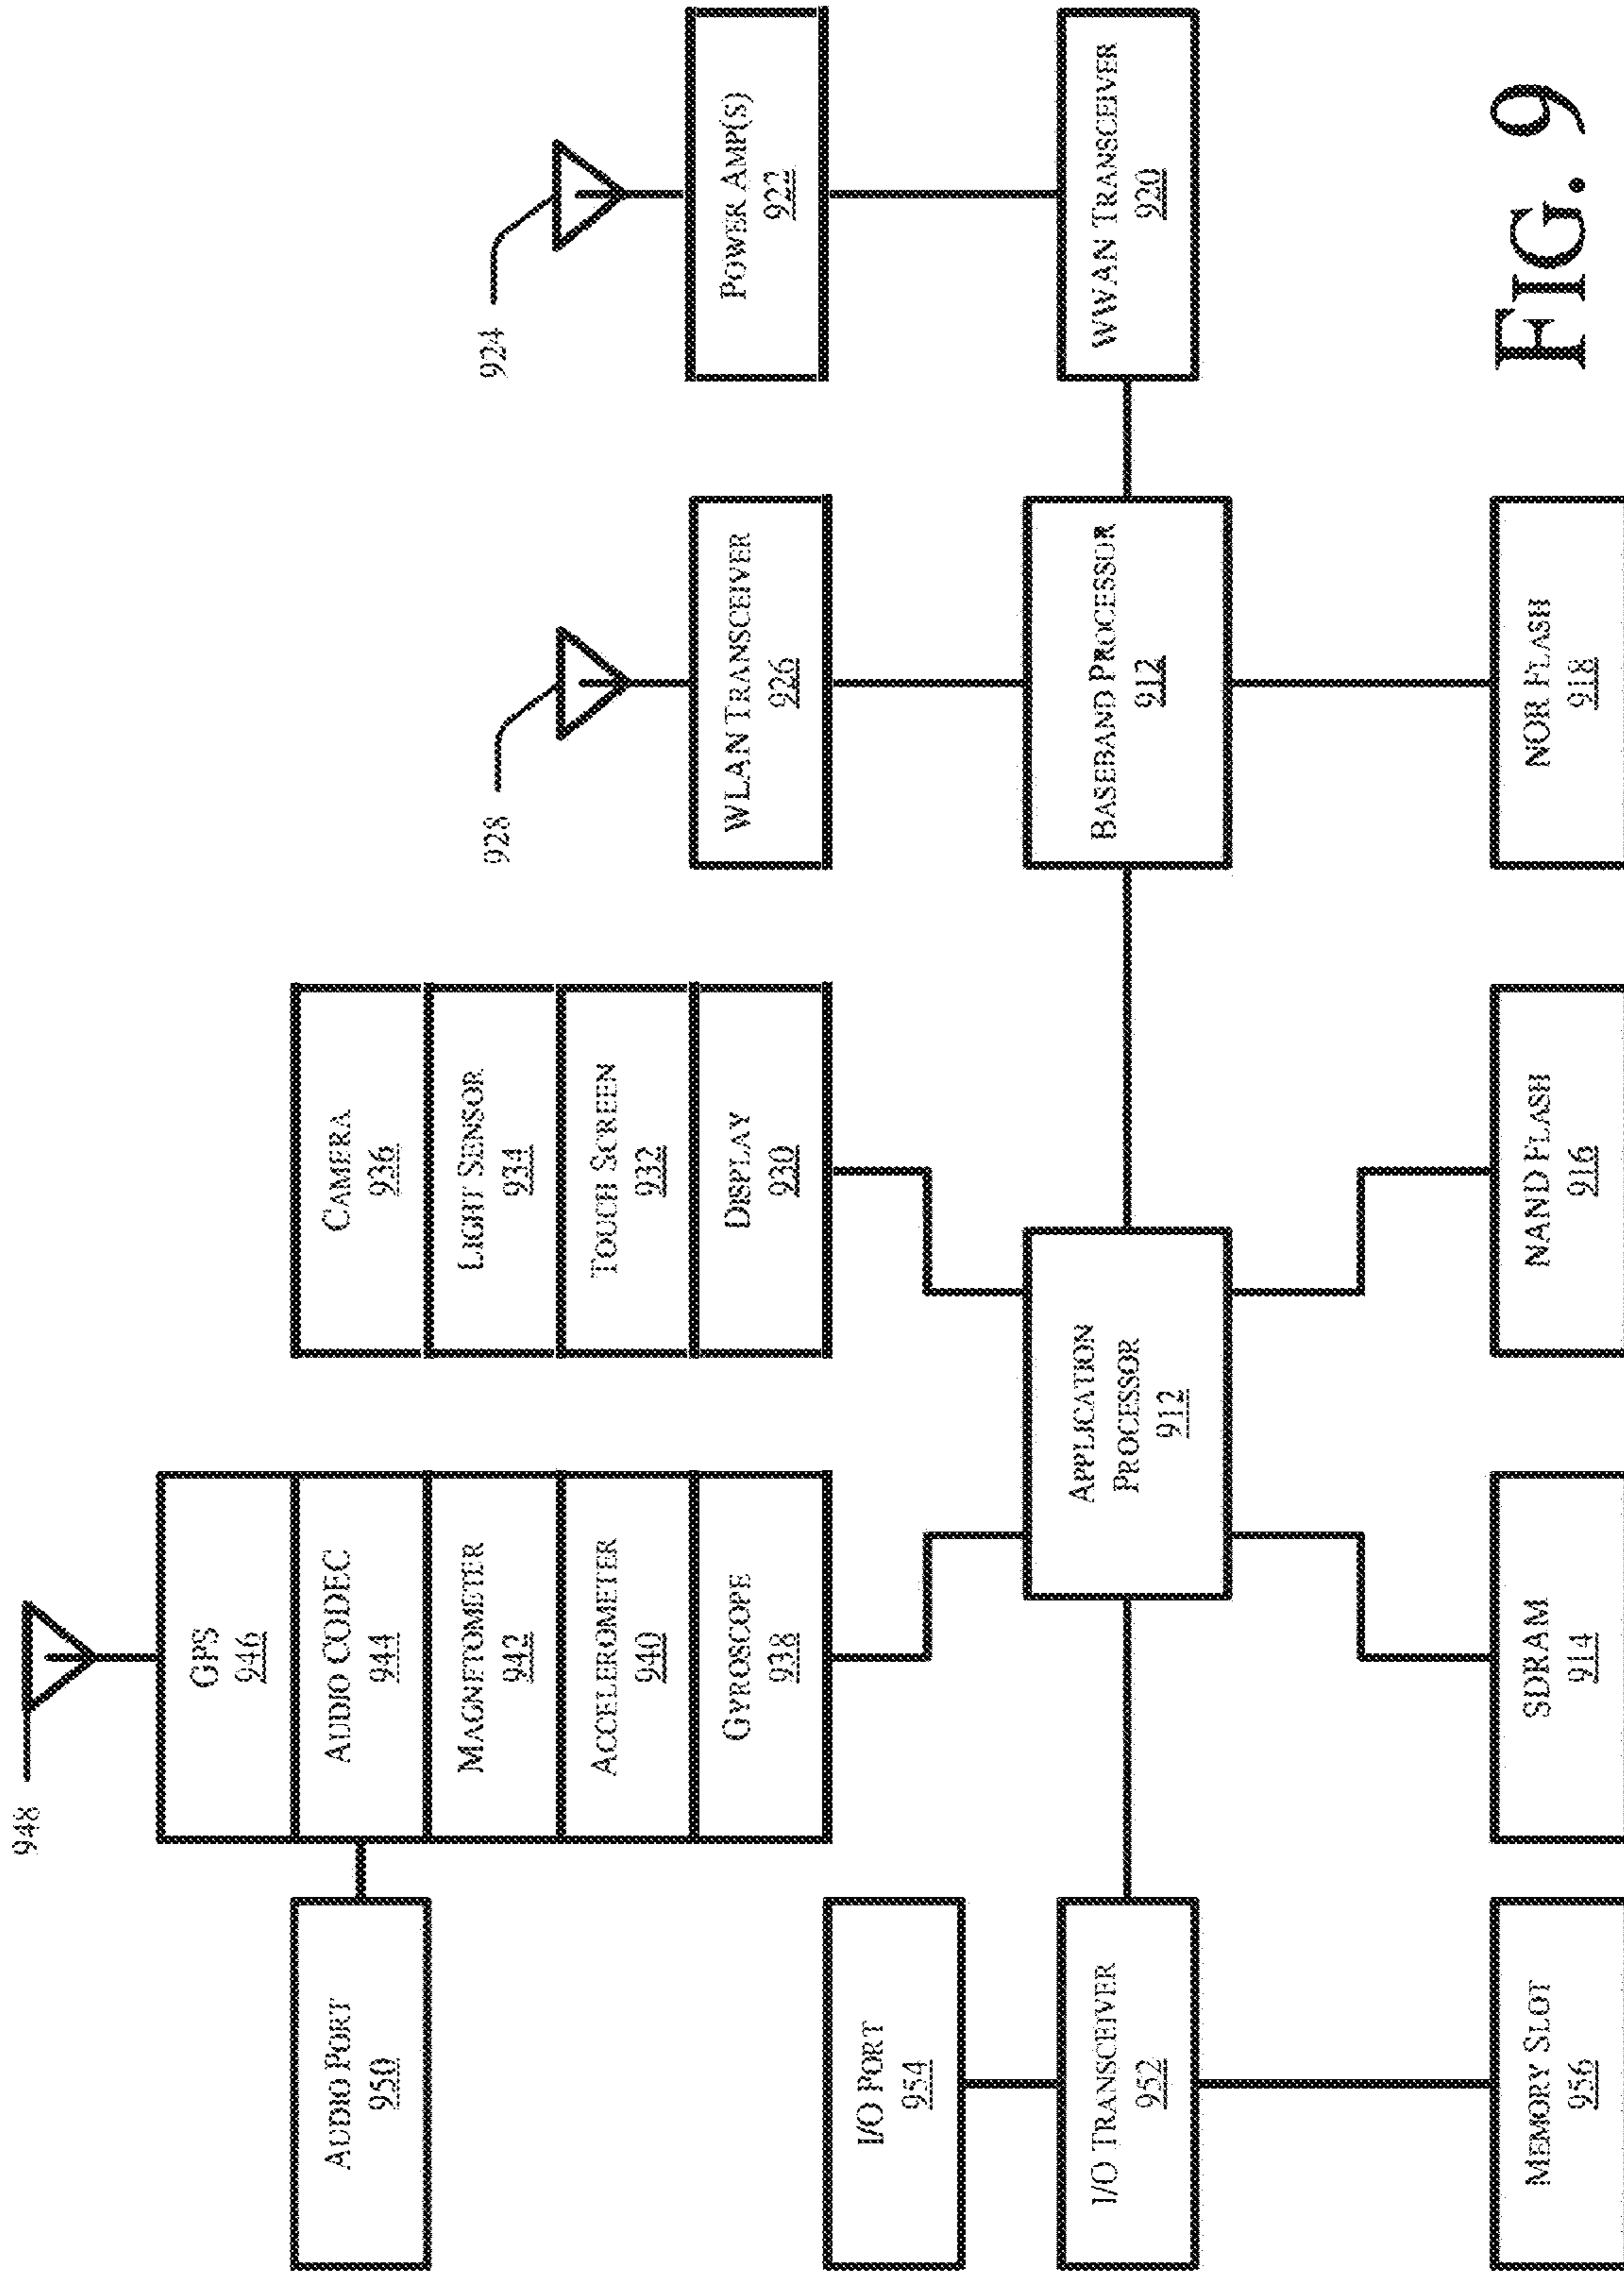 948
GPS
946
AUDIO PORT
950
AUDIO CODEC
944
CAMERA
936
MAGNETOMETER
942
LIGHT SENSOR
934
928
924
ACCELEROMETER
940
TOUCH SCREEN
932
GYROSCOPE
938
DISPLAY
930
WLAN TRANSCEIVER
926
POWER AMP(S)
922
I/O PORT
954
I/O TRANSCEIVER
952
APPLICATION
PROCESSOR
912
BASEBAND PROCESSOR
912
WWAN TRANSCEIVER
920
MEMORY SLOT
956
SDRAM
914
NAND FLASH
916
NOR FLASH
918
FIG. 9